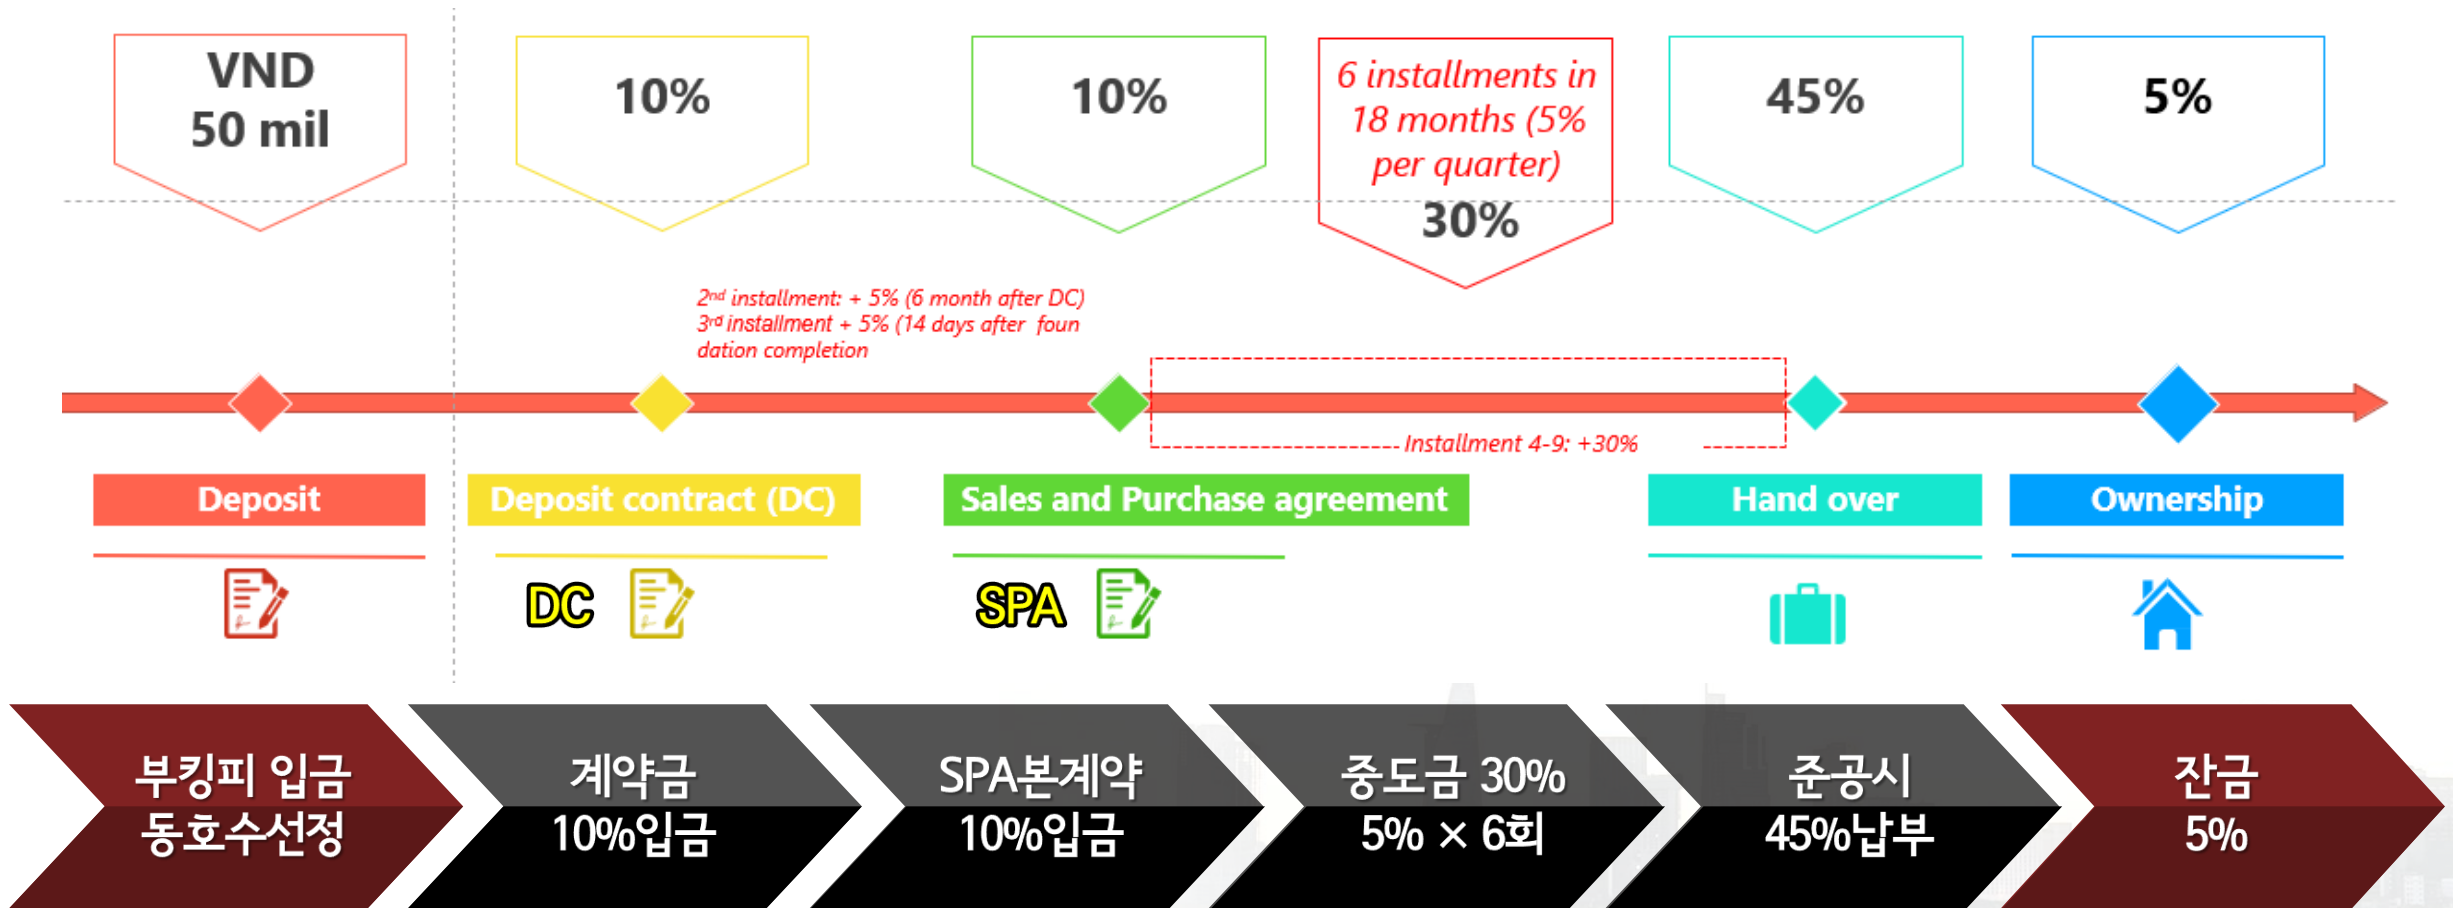 VND
50 mil
10%
10%
6 installments in
18 months (5%
per quarter)
30%
45%
5%
2nd installment: + 5% (6 month after DC)
3rd installment + 5% (14 days after foun
dation completion
Installment 4-9: +30%
Deposit
Deposit contract (DC)
Sales and Purchase agreement
Hand over
Ownership
DC
SPA
부킹피 입금
동호수선정
계약금
10%입금
SPA본계약
10%입금
중도금 30%
5% × 6회
준공시
45%납부
잔금
5%